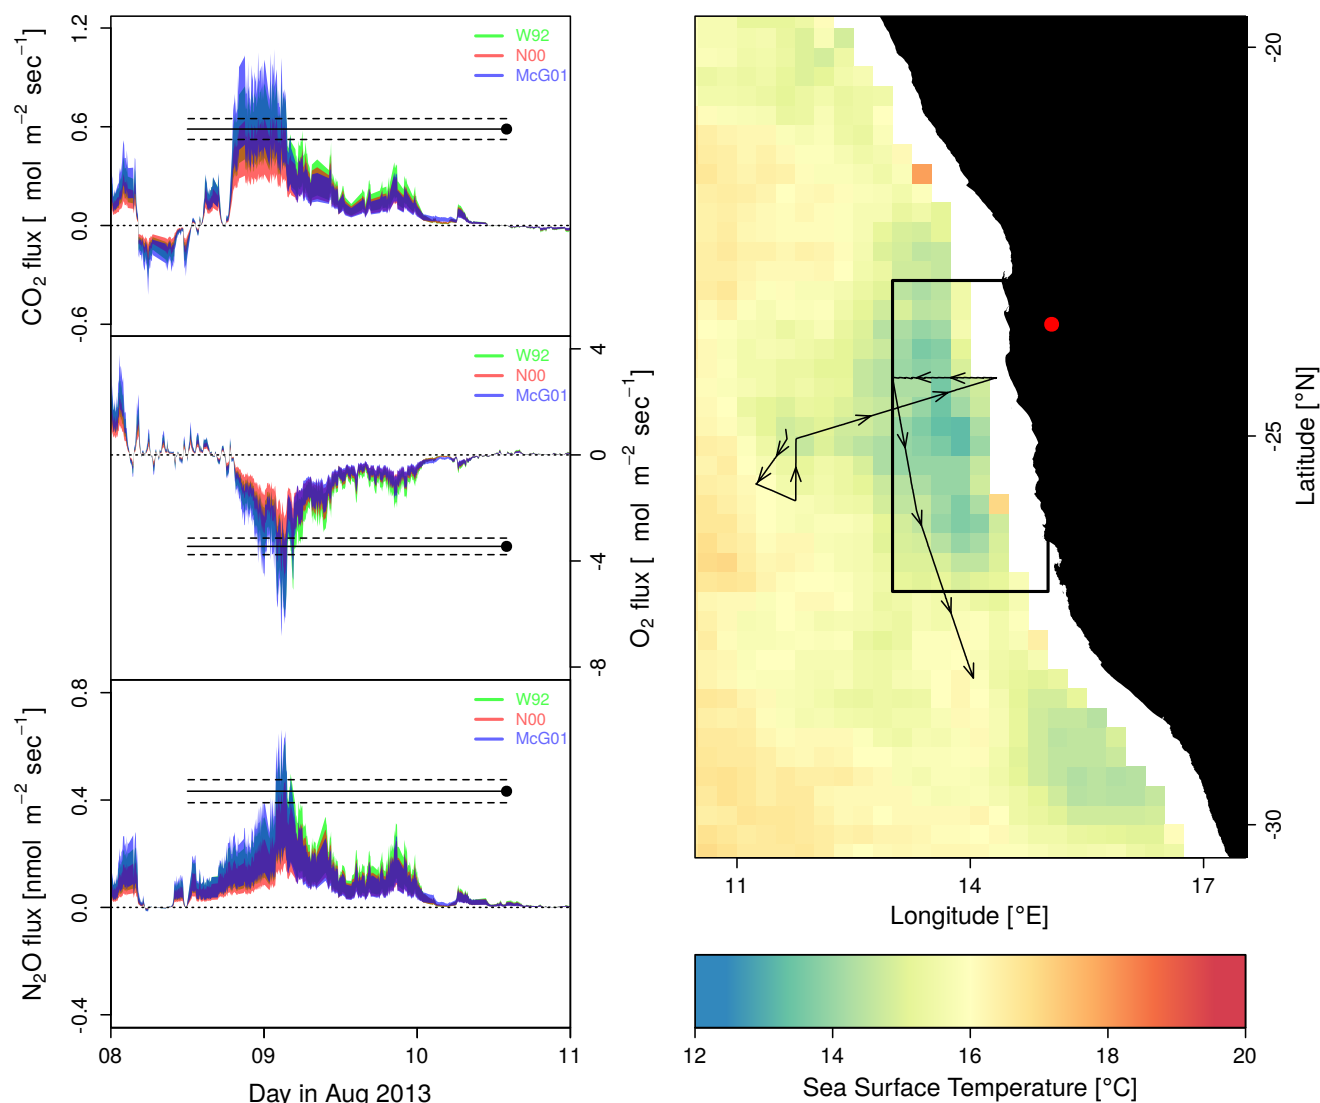 CO₂ flux [ mol m⁻² sec⁻¹]
1.2
0.6
0.0
-0.6
W92
N00
McG01
O₂ flux [ mol m⁻² sec⁻¹]
4
0
-4
-8
W92
N00
McG01
N₂O flux [nmol m⁻² sec⁻¹]
0.8
0.4
0.0
-0.4
W92
N00
McG01
08
09
10
11
Day in Aug 2013
-20
-25
-30
Latitude [°N]
11
14
17
Longitude [°E]
12
14
16
18
20
Sea Surface Temperature [°C]